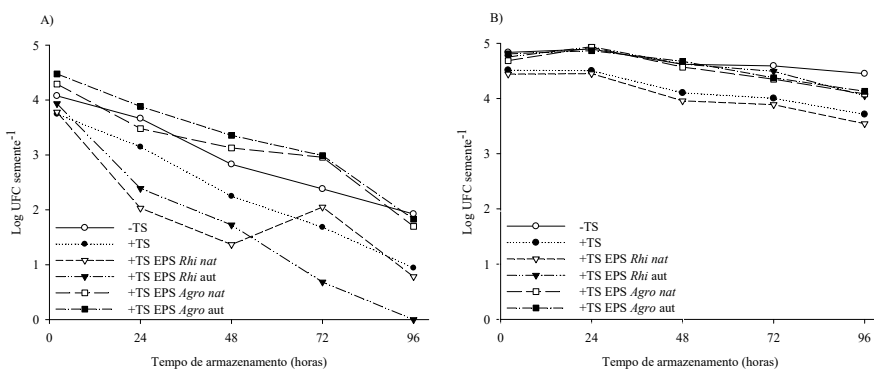 A)
5
4
3
2
1
0
Log UFC semente-1
-TS
+TS
+TS EPS Rhi nat
+TS EPS Rhi aut
+TS EPS Agro nat
+TS EPS Agro aut
0 24 48 72 96
Tempo de armazenamento (horas)
B)
5
4
3
2
1
0
Log UFC semente-1
-TS
+TS
+TS EPS Rhi nat
+TS EPS Rhi aut
+TS EPS Agro nat
+TS EPS Agro aut
0 24 48 72 96
Tempo de armazenamento (horas)